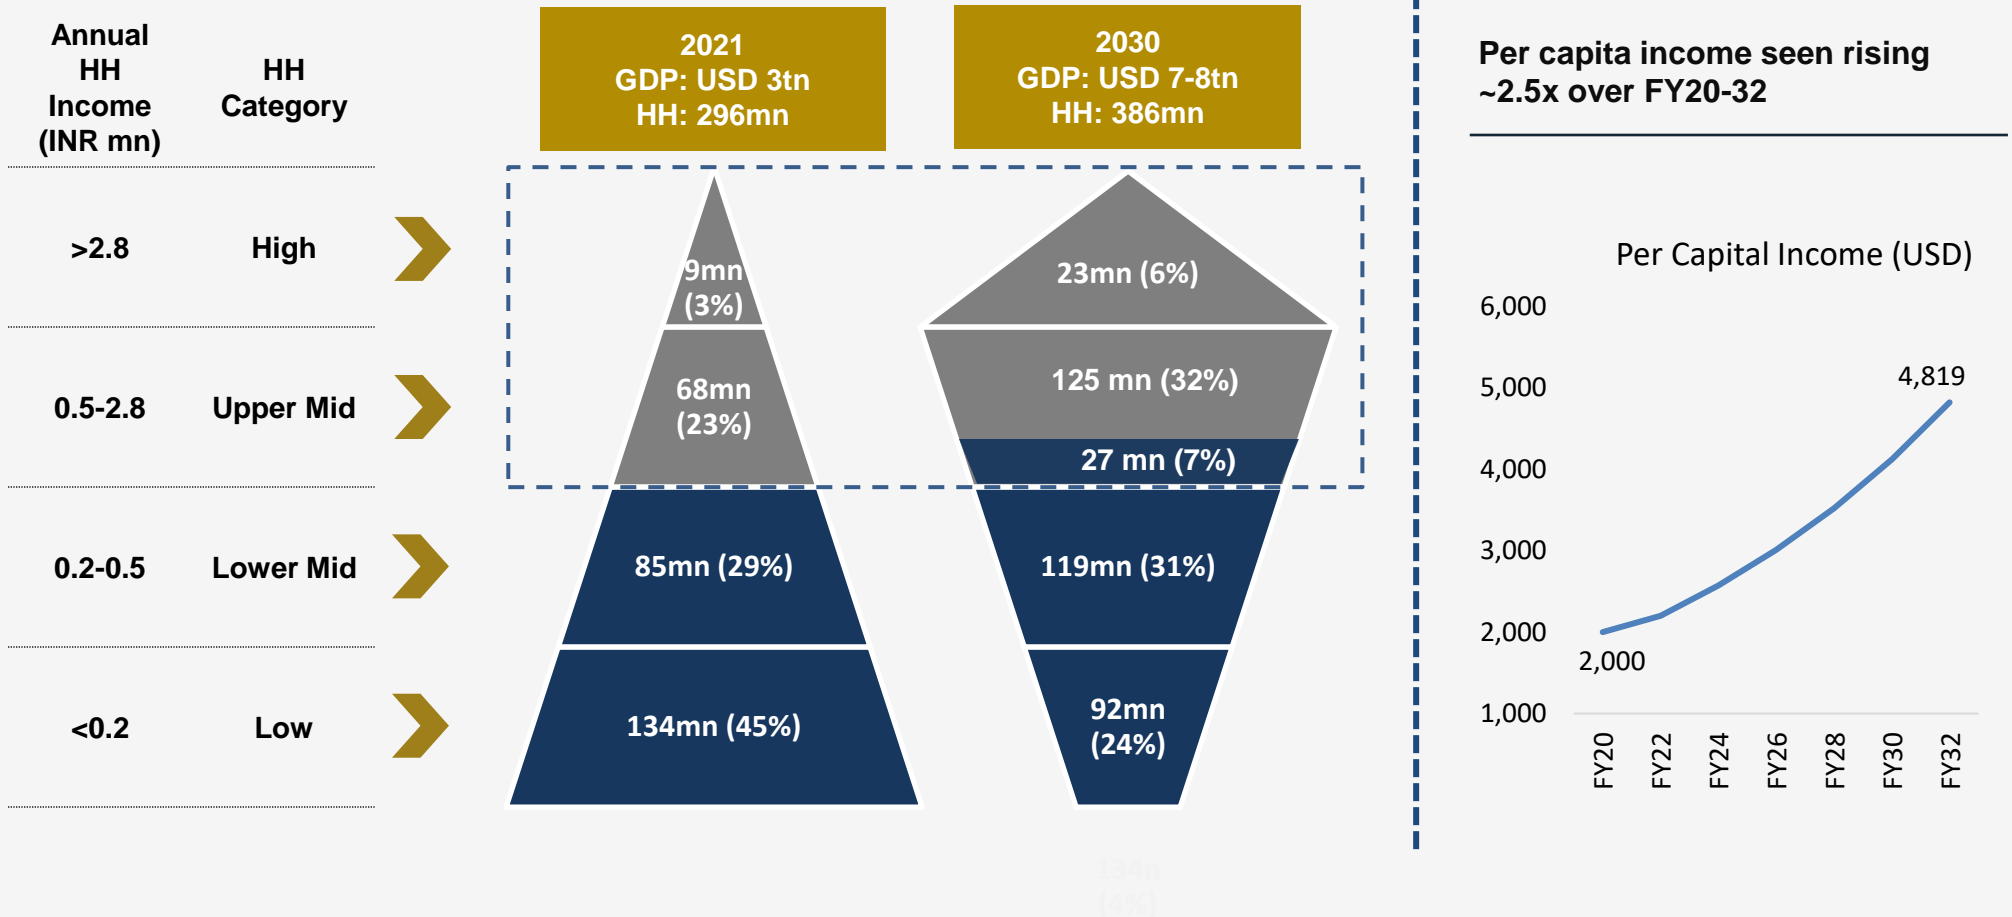 Annual
HH
Income
(INR mn)
HH
Category
2021
GDP: USD 3tn
HH: 296mn
2030
GDP: USD 7-8tn
HH: 386mn
>2.8
High
9mn
(3%)
23mn (6%)
0.5-2.8
Upper Mid
68mn
(23%)
125 mn (32%)
27 mn (7%)
0.2-0.5
Lower Mid
85mn (29%)
119mn (31%)
<0.2
Low
134mn (45%)
92mn
(24%)
134n
(4%)
Per capita income seen rising
~2.5x over FY20-32
Per Capital Income (USD)
6,000
5,000
4,000
3,000
2,000
1,000
4,819
2,000
FY20
FY22
FY24
FY26
FY28
FY30
FY32